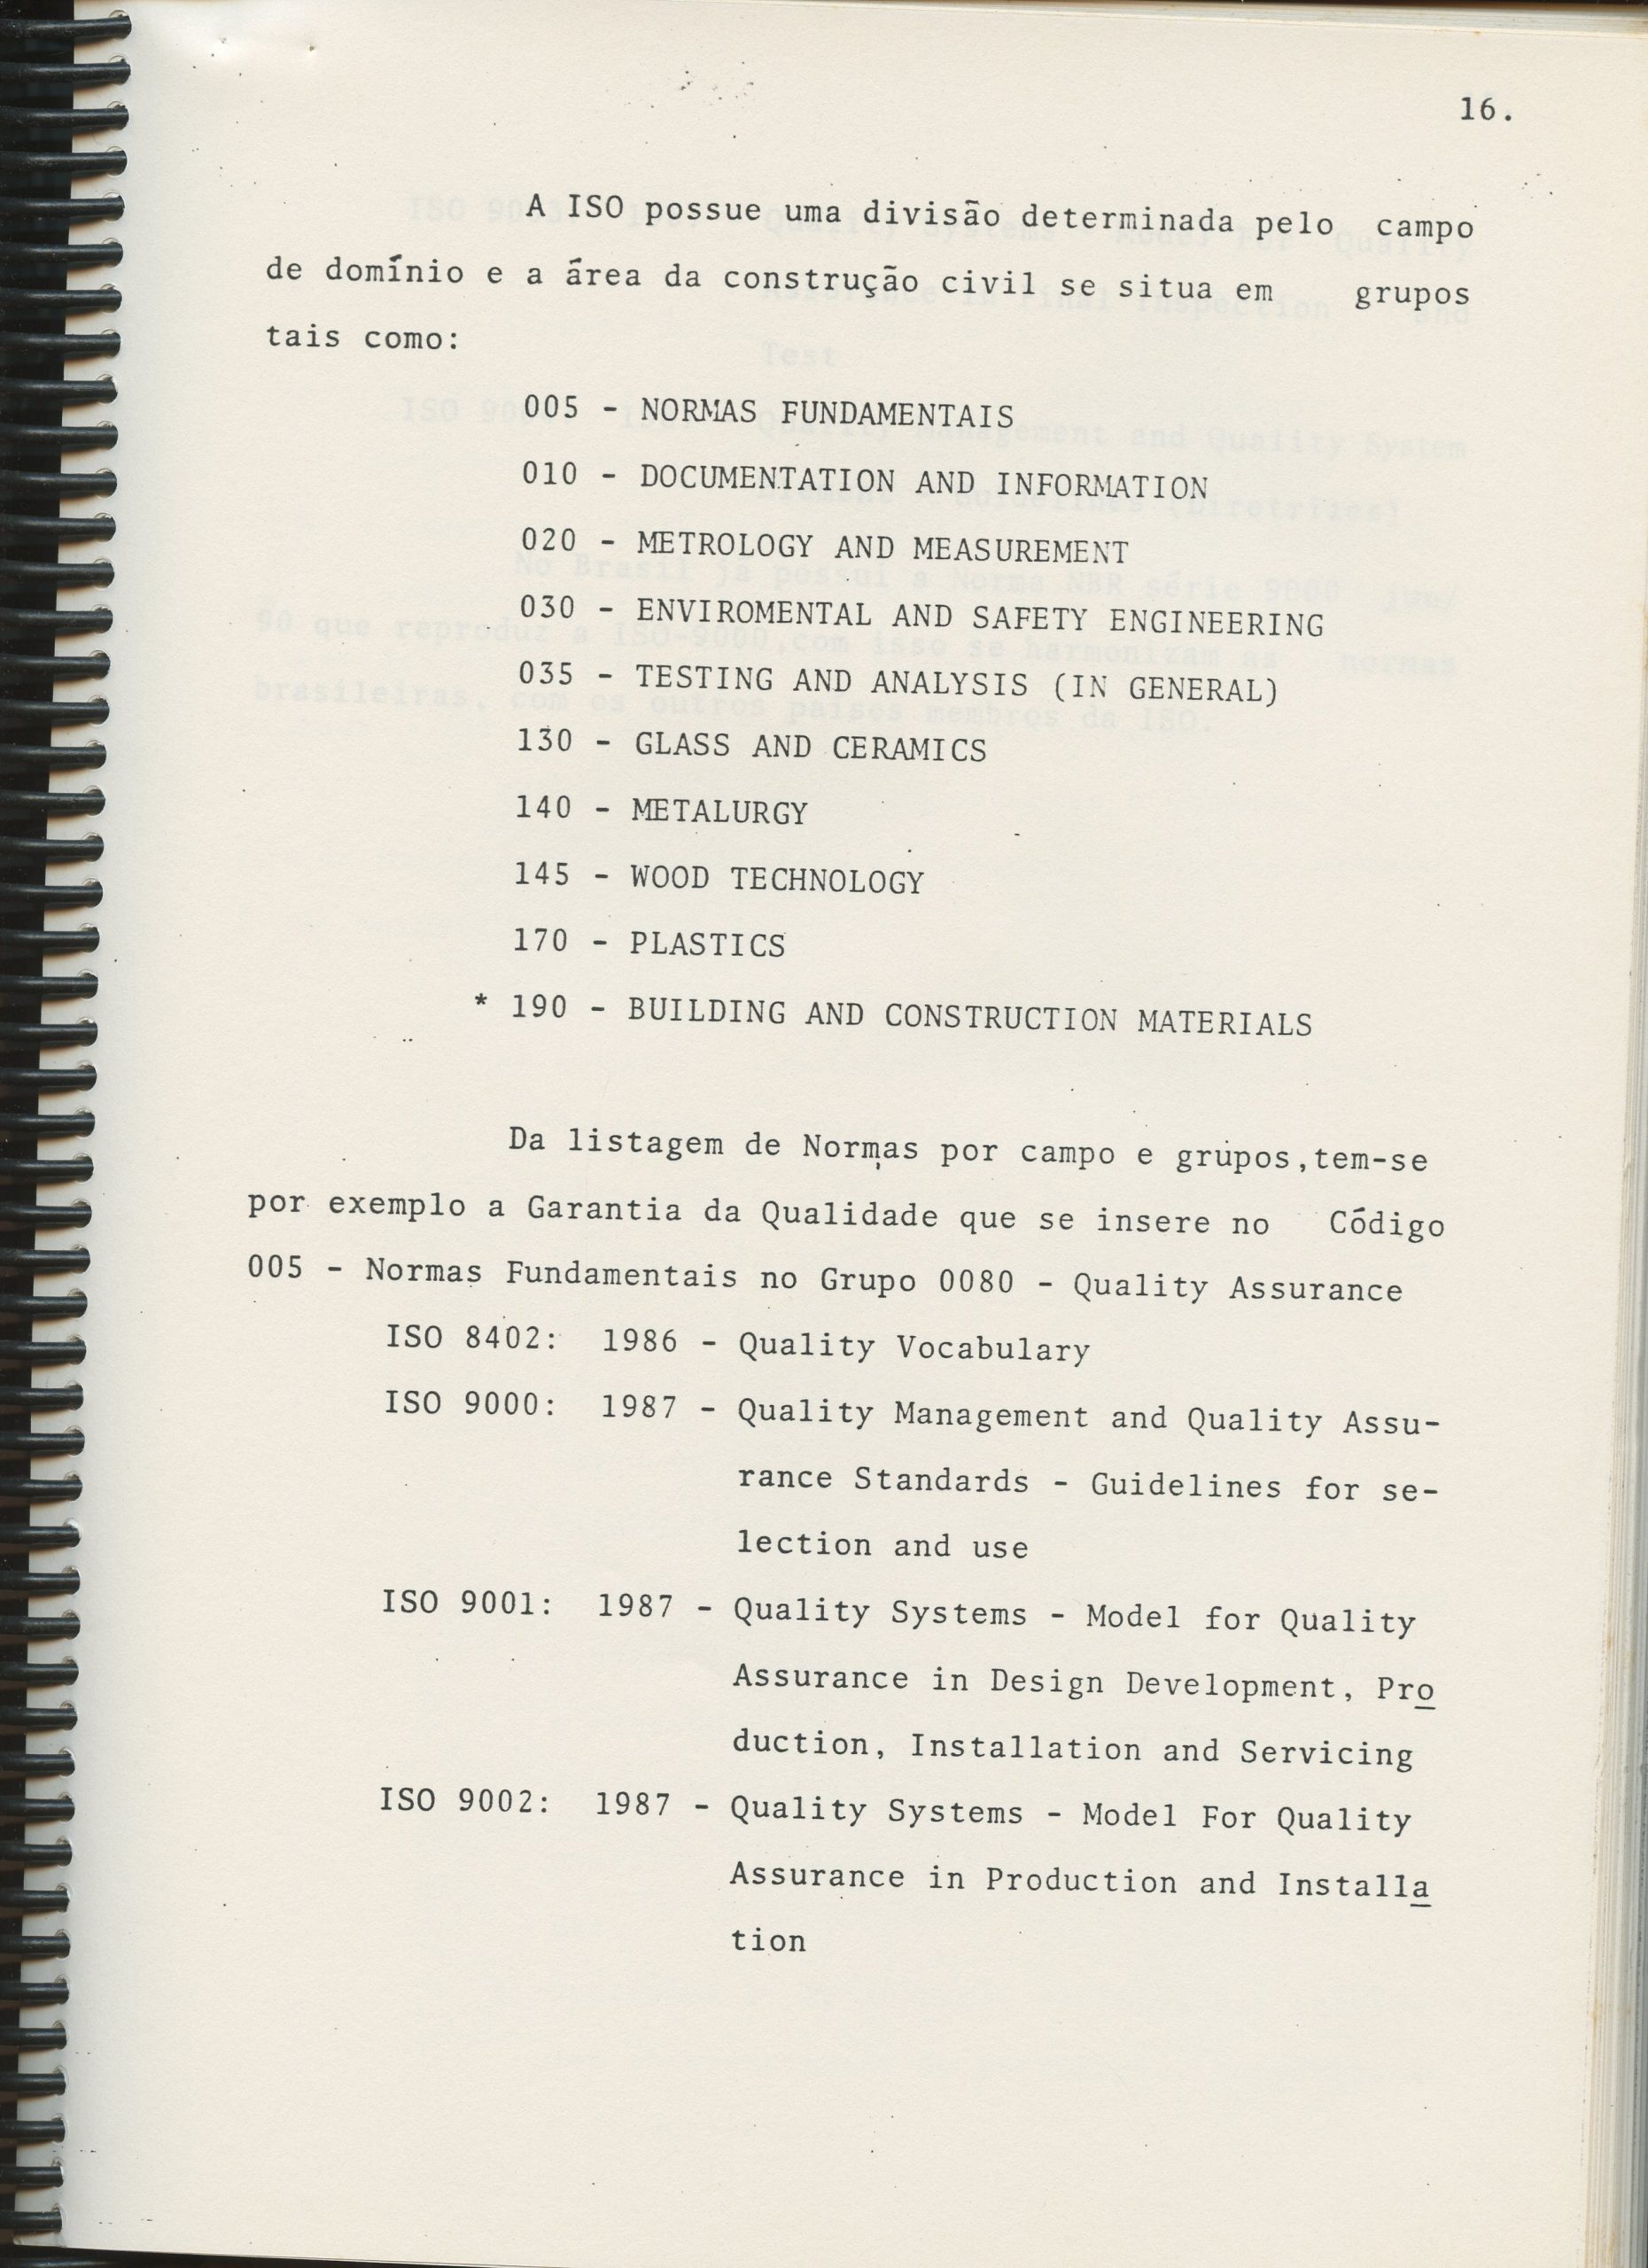 16.
A ISO possue uma divisão determinada pelo campo
de domínio e a área da construção civil se situa em grupos
tais como:
005 - NORMAS FUNDAMENTAIS
010 - DOCUMENTATION AND INFORMATION
020 - METROLOGY AND MEASUREMENT
030 - ENVIROMENTAL AND SAFETY ENGINEERING
035 - TESTING AND ANALYSIS (IN GENERAL)
130 - GLASS AND CERAMICS
140 - METALURGY
145 - WOOD TECHNOLOGY
170 - PLASTICS
* 190 - BUILDING AND CONSTRUCTION MATERIALS
Da listagem de Normas por campo e grupos,tem-se
por exemplo a Garantia da Qualidade que se insere no Código
005 - Normas Fundamentais no Grupo 0080 - Quality Assurance
ISO 8402: 1986 - Quality Vocabulary
ISO 9000: 1987 - Quality Management and Quality Assu-
rance Standards - Guidelines for se-
lection and use
ISO 9001: 1987 - Quality Systems - Model for Quality
Assurance in Design Development, Pro
duction, Installation and Servicing
ISO 9002: 1987 - Quality Systems - Model For Quality
Assurance in Production and Installa
tion